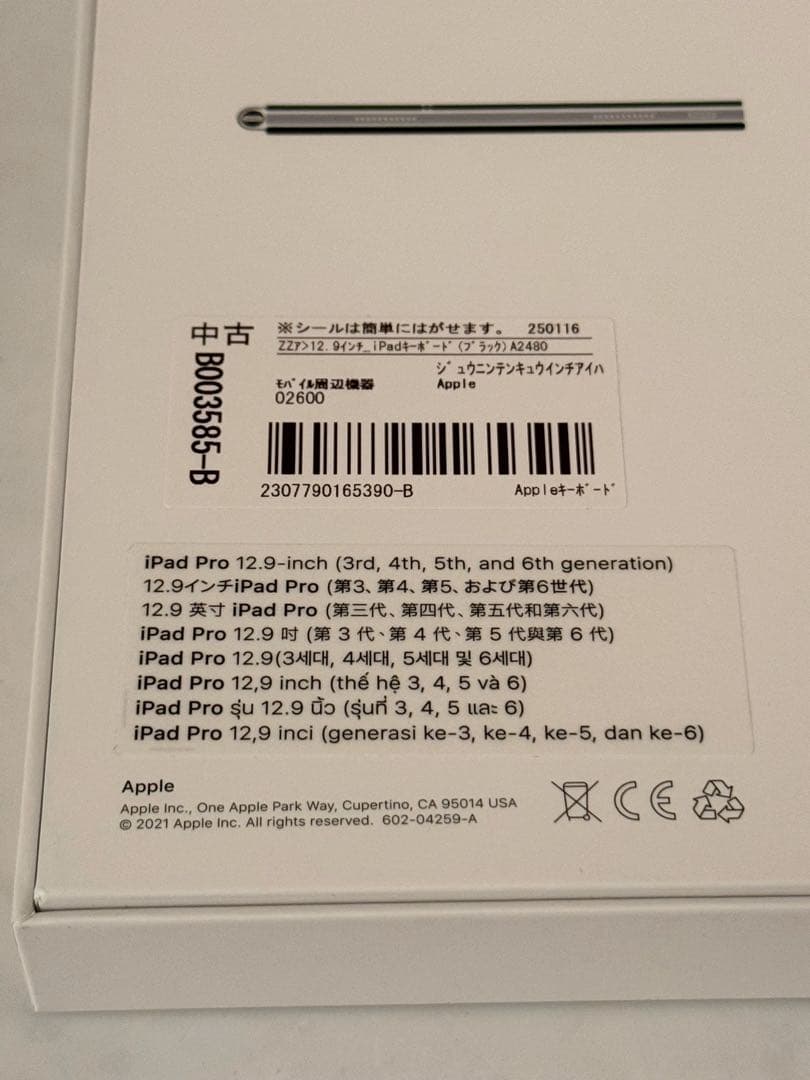 中古
※シールは簡単にはがせます。 250116
ZZｱ>12.9ｲﾝﾁ_iPadｷｰﾎﾞｰﾄﾞ(ﾌﾞﾗｯｸ)A2480
ジュウニンテンキュウインチアイハ
ﾓﾊﾞｲﾙ周辺機器 Apple
02600
B003585-B
2307790165390-B Appleｷｰﾎﾞｰﾄﾞ
iPad Pro 12.9-inch (3rd, 4th, 5th, and 6th generation)
12.9インチiPad Pro (第3、第4、第5、および第6世代)
12.9 英寸 iPad Pro (第三代、第四代、第五代和第六代)
iPad Pro 12.9 吋 (第 3 代、第 4 代、第 5 代與第 6 代)
iPad Pro 12.9(3세대, 4세대, 5세대 및 6세대)
iPad Pro 12,9 inch (thế hệ 3, 4, 5 và 6)
iPad Pro รุ่น 12.9 นิ้ว (รุ่นที่ 3, 4, 5 และ 6)
iPad Pro 12,9 inci (generasi ke-3, ke-4, ke-5, dan ke-6)
Apple
Apple Inc., One Apple Park Way, Cupertino, CA 95014 USA
© 2021 Apple Inc. All rights reserved. 602-04259-A
CE